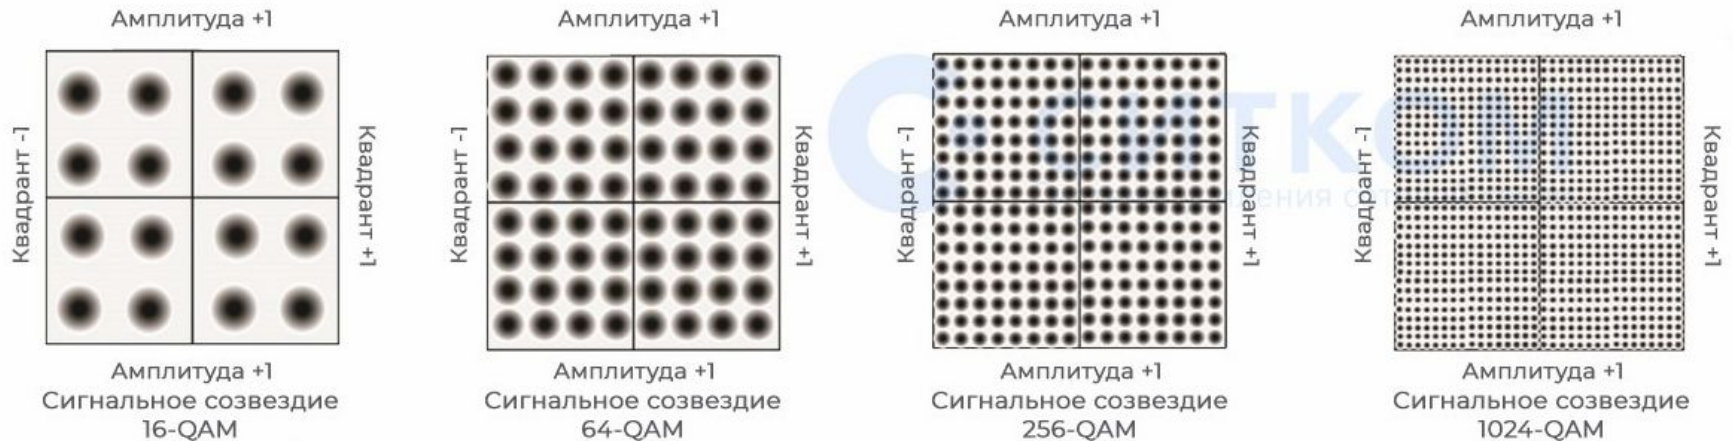 Амплитуда +1
Амплитуда +1
Амплитуда +1
Амплитуда +1
Квадрант -1
Квадрант +1
Квадрант -1
Квадрант +1
Квадрант -1
Квадрант +1
Квадрант -1
Квадрант +1
Амплитуда +1
Амплитуда +1
Амплитуда +1
Амплитуда +1
Сигнальное созвездие
Сигнальное созвездие
Сигнальное созвездие
Сигнальное созвездие
16-QAM
64-QAM
256-QAM
1024-QAM